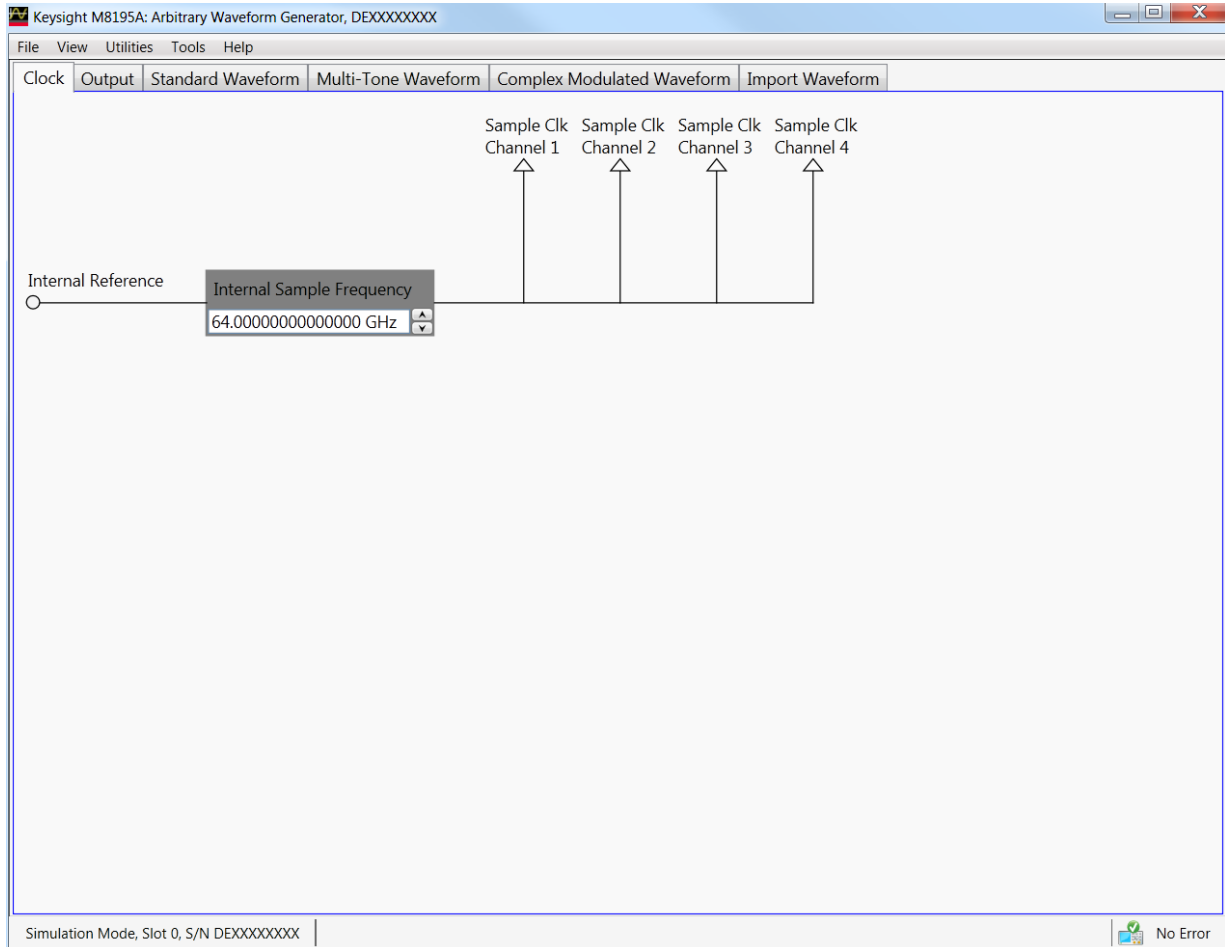 Keysight M8195A: Arbitrary Waveform Generator, DEXXXXXXXX
File View Utilities Tools Help
Clock Output Standard Waveform Multi-Tone Waveform Complex Modulated Waveform Import Waveform
Sample Clk Sample Clk Sample Clk Sample Clk
Channel 1 Channel 2 Channel 3 Channel 4
Internal Reference
Internal Sample Frequency
64.00000000000000 GHz
Simulation Mode, Slot 0, S/N DEXXXXXXXX
No Error